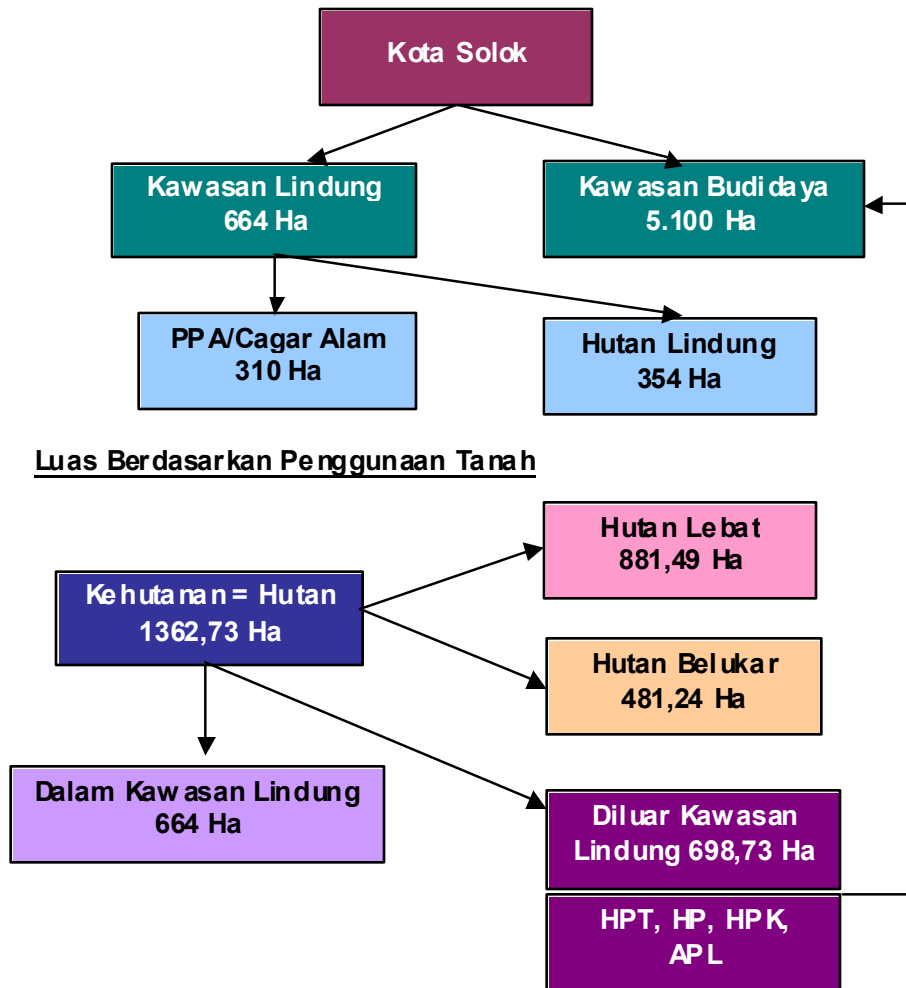 Kota Solok
Kawasan Lindung
664 Ha
Kawasan Budidaya
5.100 Ha
PPA/Cagar Alam
310 Ha
Hutan Lindung
354 Ha
Luas Berdasarkan Penggunaan Tanah
Hutan Lebat
881,49 Ha
Kehutanan = Hutan
1362,73 Ha
Hutan Belukar
481,24 Ha
Dalam Kawasan Lindung
664 Ha
Diluar Kawasan
Lindung 698,73 Ha
HPT, HP, HPK,
APL